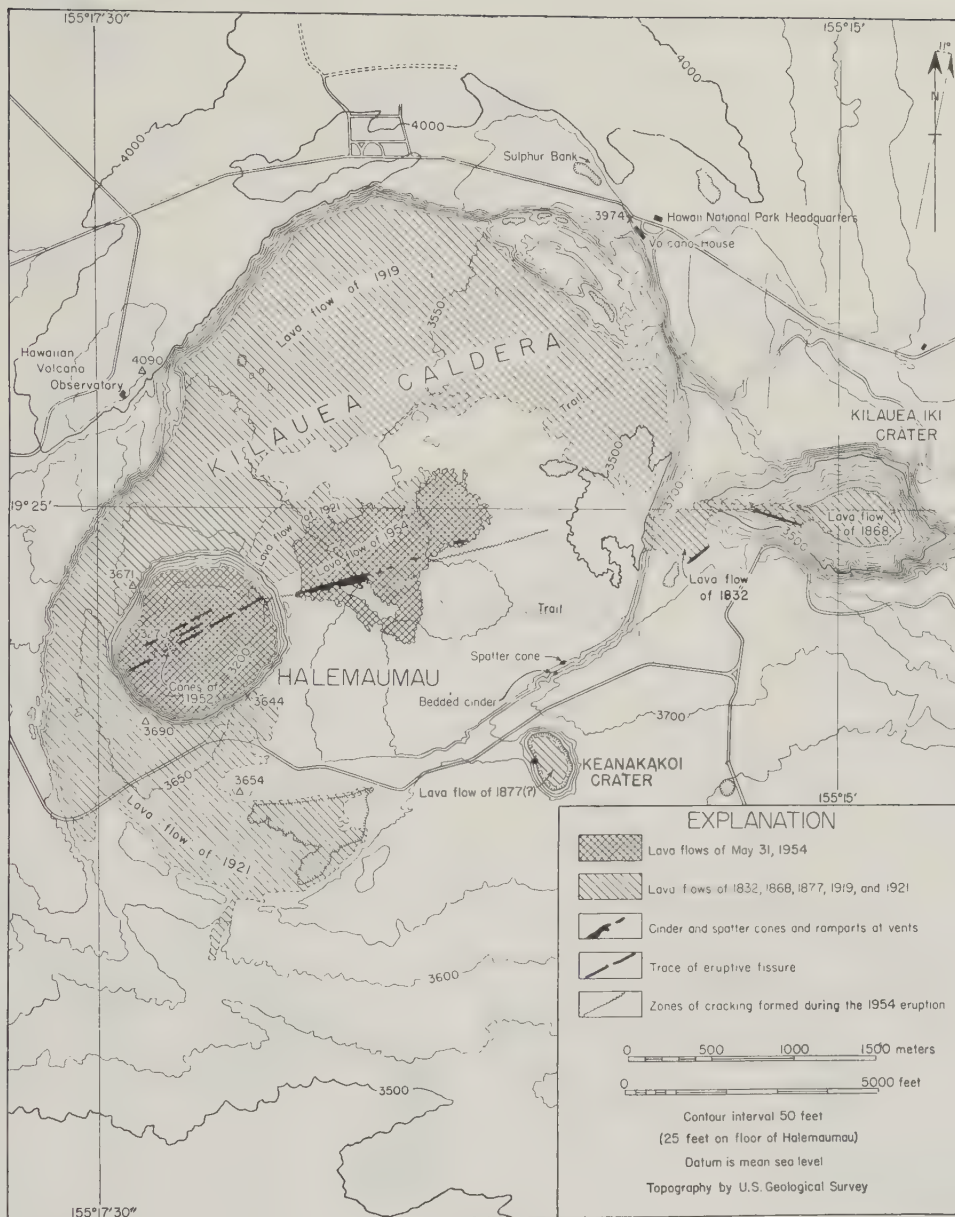 155°17'30"
155°15'
11°
N
4000
4000
4000
4000
Sulphur Bank
3974
Hawaii National Park Headquarters
Volcano House
Lava flow of 1919
3550
Hawaiian
Volcano
Observatory
4090
KILAUEA CALDERA
Trail
KILAUEA IKI
CRATER
3500
3700
19°25'
Lava flow of 1921
Lava flow of 1954
Lava flow
of 1868
3500
Lava flow
of 1832
3671
Trail
3200
HALEMAUMAU
Spatter cone
Cones of
1952
3644
Bedded cinder
3690
3700
3650
KEANAKAKOI
CRATER
3654
Lava flow of 1877(?)
155°15'
Lava flow of 1921
3600
3500
155°17'30"
EXPLANATION
Lava flows of May 31, 1954
Lava flows of 1832, 1868, 1877, 1919, and 1921
Cinder and spatter cones and ramparts at vents
Trace of eruptive fissure
Zones of cracking formed during the 1954 eruption
0 500 1000 1500 meters
0 5000 feet
Contour interval 50 feet
(25 feet on floor of Halemaumau)
Datum is mean sea level
Topography by U.S. Geological Survey